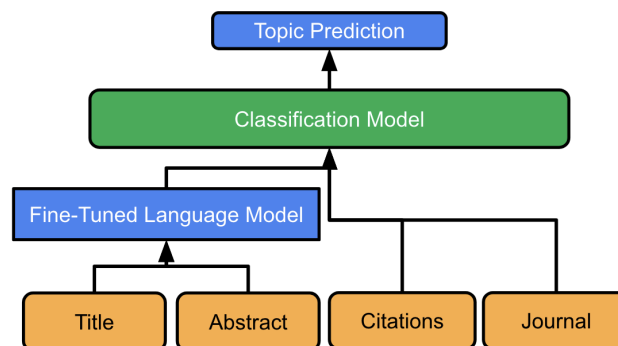 Topic Prediction
Classification Model
Fine-Tuned Language Model
Title
Abstract
Citations
Journal